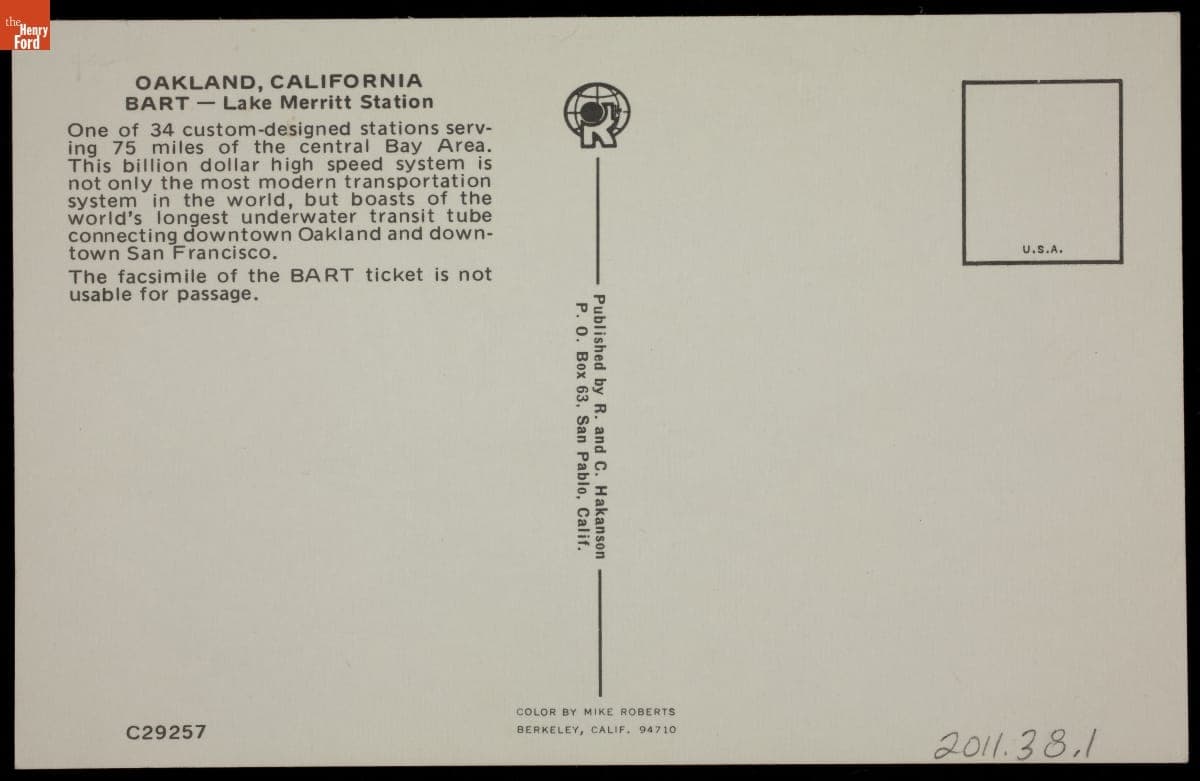 the
Henry
Ford
OAKLAND, CALIFORNIA
BART — Lake Merritt Station
One of 34 custom-designed stations serv-
ing 75 miles of the central Bay Area.
This billion dollar high speed system is
not only the most modern transportation
system in the world, but boasts of the
world's longest underwater transit tube
connecting downtown Oakland and down-
town San Francisco.
The facsimile of the BART ticket is not
usable for passage.
R
Published by R. and C. Hakanson
P. O. Box 63, San Pablo, Calif.
U.S.A.
C29257
COLOR BY MIKE ROBERTS
BERKELEY, CALIF. 94710
2011.38.1